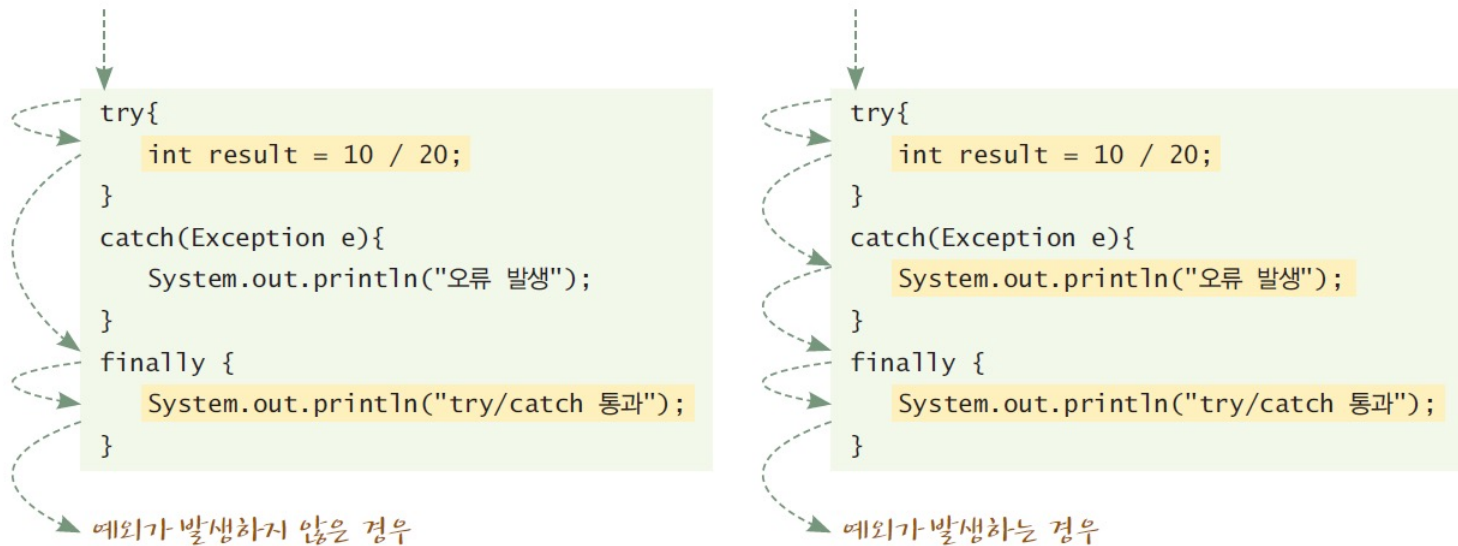 try{
int result = 10 / 20;
}
catch(Exception e){
System.out.println("오류 발생");
}
finally {
System.out.println("try/catch 통과");
}
예외가 발생하지 않은 경우
try{
int result = 10 / 20;
}
catch(Exception e){
System.out.println("오류 발생");
}
finally {
System.out.println("try/catch 통과");
}
예외가 발생하는 경우